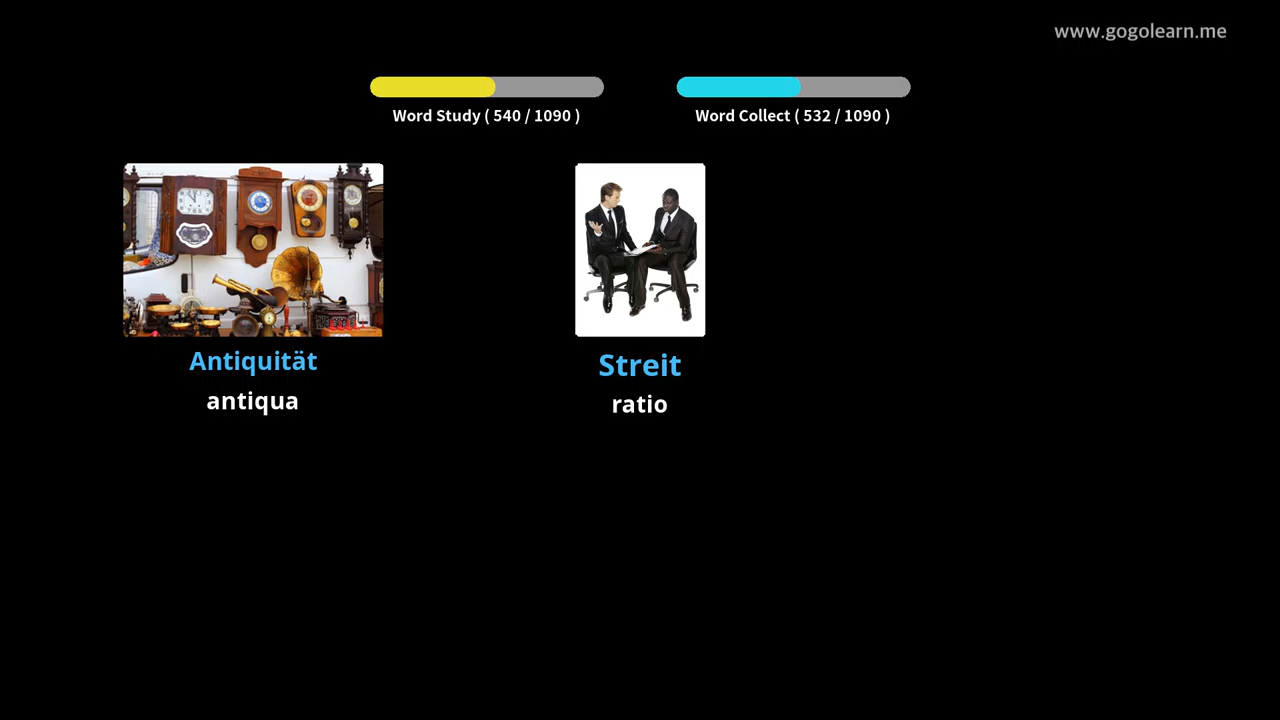 www.gogolearn.me
Word Study ( 540 / 1090 )
Word Collect ( 532 / 1090 )
Antiquität
antiqua
Streit
ratio